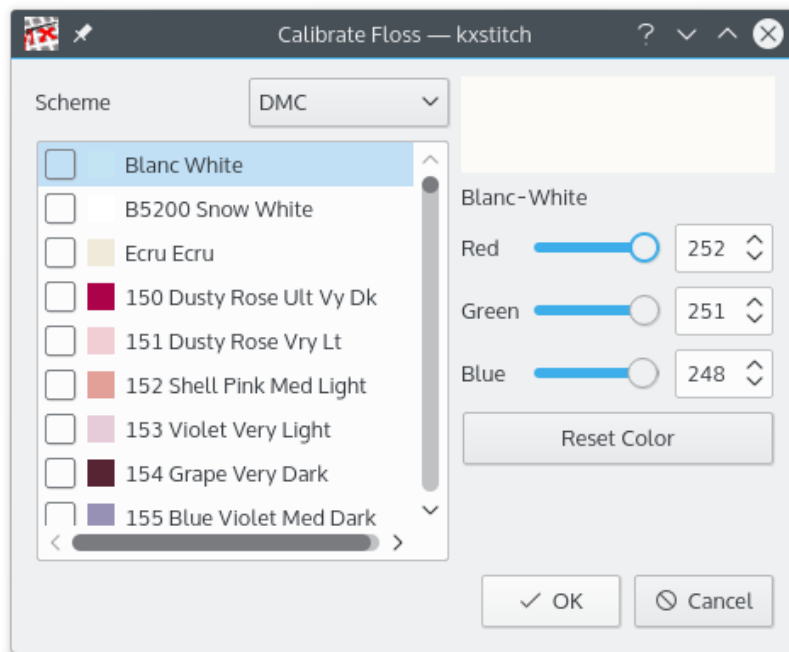 Calibrate Floss — kxstitch
Scheme
DMC
Blanc White
B5200 Snow White
Ecru Ecru
150 Dusty Rose Ult Vy Dk
151 Dusty Rose Vry Lt
152 Shell Pink Med Light
153 Violet Very Light
154 Grape Very Dark
155 Blue Violet Med Dark
Blanc-White
Red 252
Green 251
Blue 248
Reset Color
OK
Cancel